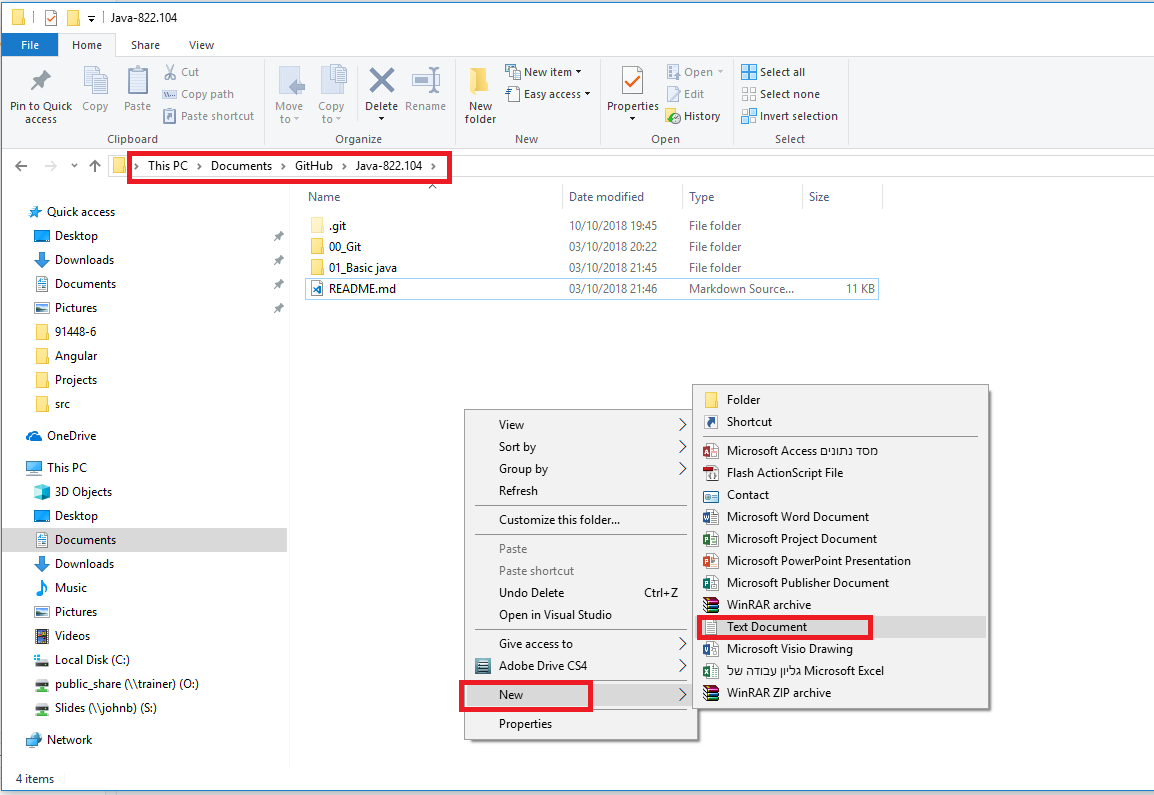 Java-822.104
File Home Share View
Pin to Quick access
Copy
Paste
Cut
Copy path
Paste shortcut
Clipboard
Move to
Copy to
Delete
Rename
Organize
New folder
New item
Easy access
New
Properties
Open
Edit
History
Open
Select all
Select none
Invert selection
Select
This PC > Documents > GitHub > Java-822.104 >
Name Date modified Type Size
.git 10/10/2018 19:45 File folder
00_Git 03/10/2018 20:22 File folder
01_Basic java 03/10/2018 21:45 File folder
README.md 03/10/2018 21:46 Markdown Source... 11 KB
Quick access
Desktop
Downloads
Documents
Pictures
91448-6
Angular
Projects
src
OneDrive
This PC
3D Objects
Desktop
Documents
Downloads
Music
Pictures
Videos
Local Disk (C:)
public_share (\\trainer) (O:)
Slides (\\johnb) (S:)
Network
View
Sort by
Group by
Refresh
Customize this folder...
Paste
Paste shortcut
Undo Delete Ctrl+Z
Open in Visual Studio
Give access to
Adobe Drive CS4
New
Properties
Folder
Shortcut
Microsoft Access מסד נתונים
Flash ActionScript File
Contact
Microsoft Word Document
Microsoft Project Document
Microsoft PowerPoint Presentation
Microsoft Publisher Document
WinRAR archive
Text Document
Microsoft Visio Drawing
גליון עבודה של Microsoft Excel
WinRAR ZIP archive
4 items